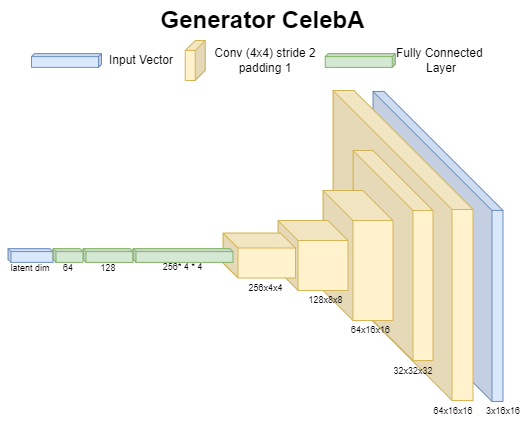 Generator CelebA
Input Vector
Conv (4x4) stride 2
padding 1
Fully Connected
Layer
latent dim
64
128
256* 4 * 4
256x4x4
128x8x8
64x16x16
32x32x32
64x16x16
3x16x16